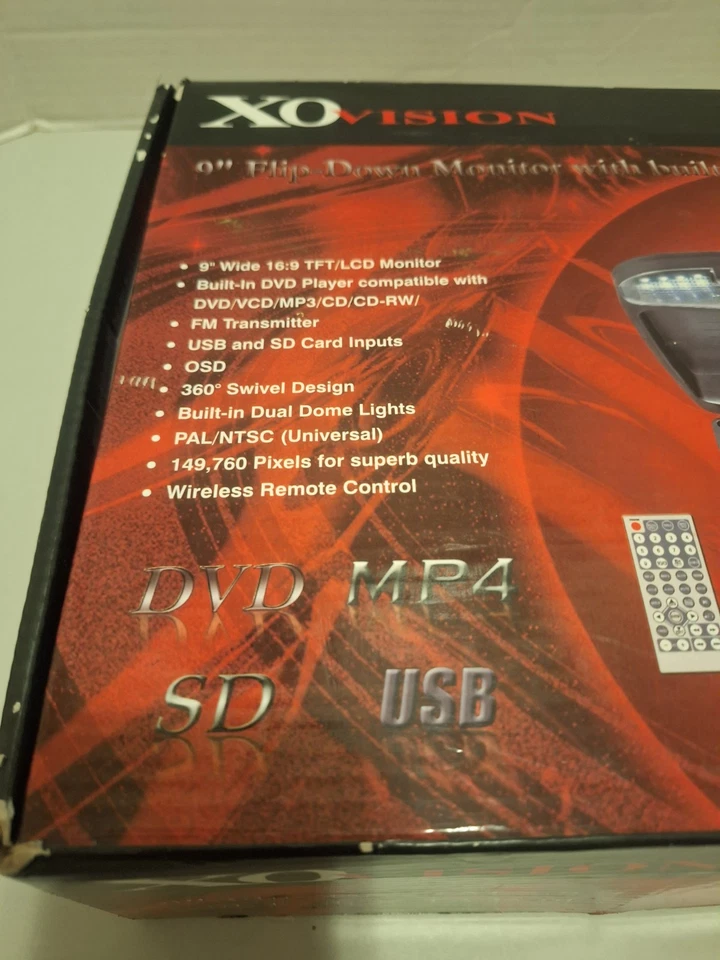 XOVISION
9" Flip-Down Monitor with built
• 9" Wide 16:9 TFT/LCD Monitor
• Built-In DVD Player compatible with
DVD/VCD/MP3/CD/CD-RW/
• FM Transmitter
• USB and SD Card Inputs
• OSD
• 360° Swivel Design
• Built-in Dual Dome Lights
• PAL/NTSC (Universal)
• 149,760 Pixels for superb quality
• Wireless Remote Control
DVD MP4
SD USB
XOVISION